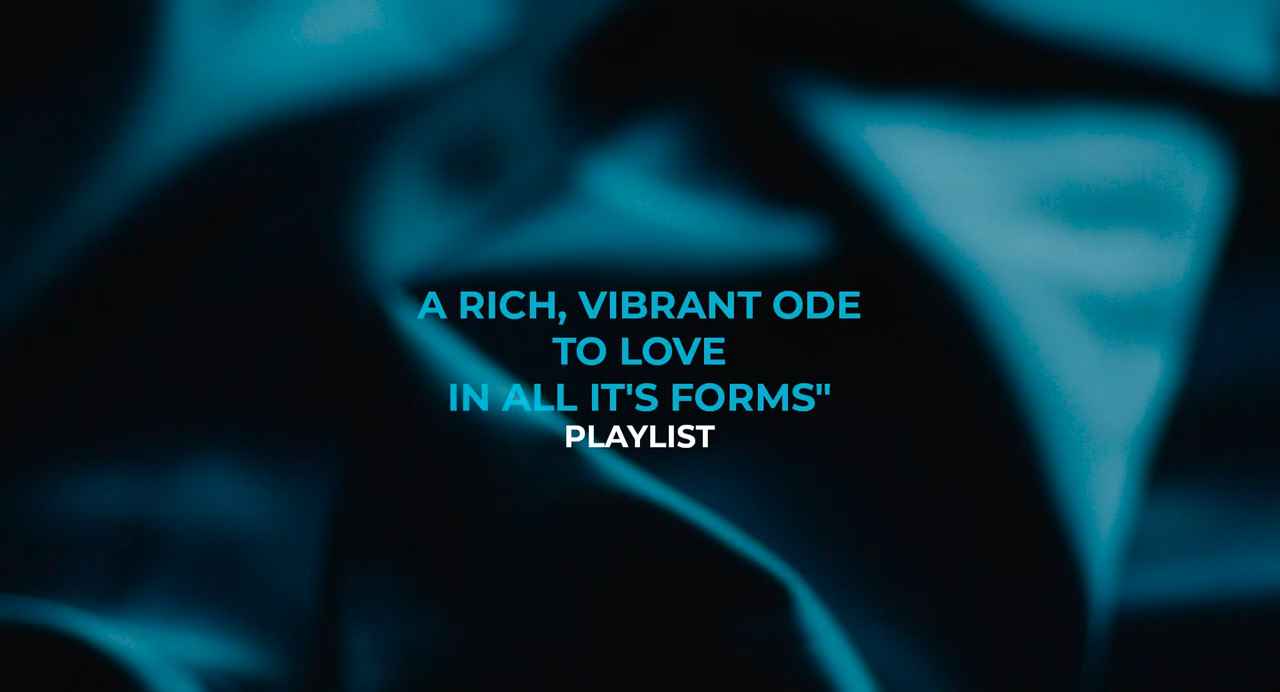 A RICH, VIBRANT ODE
TO LOVE
IN ALL IT'S FORMS"
PLAYLIST